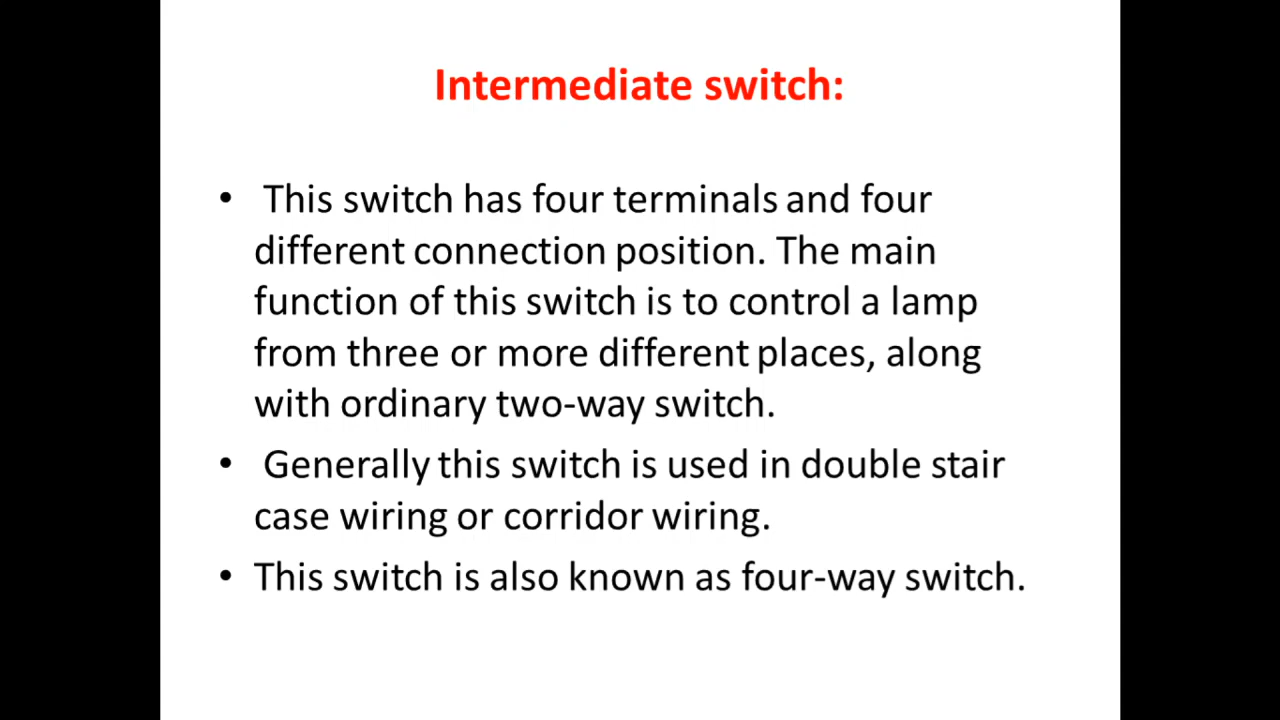 Intermediate switch:
• This switch has four terminals and four
different connection position. The main
function of this switch is to control a lamp
from three or more different places, along
with ordinary two-way switch.
• Generally this switch is used in double stair
case wiring or corridor wiring.
• This switch is also known as four-way switch.